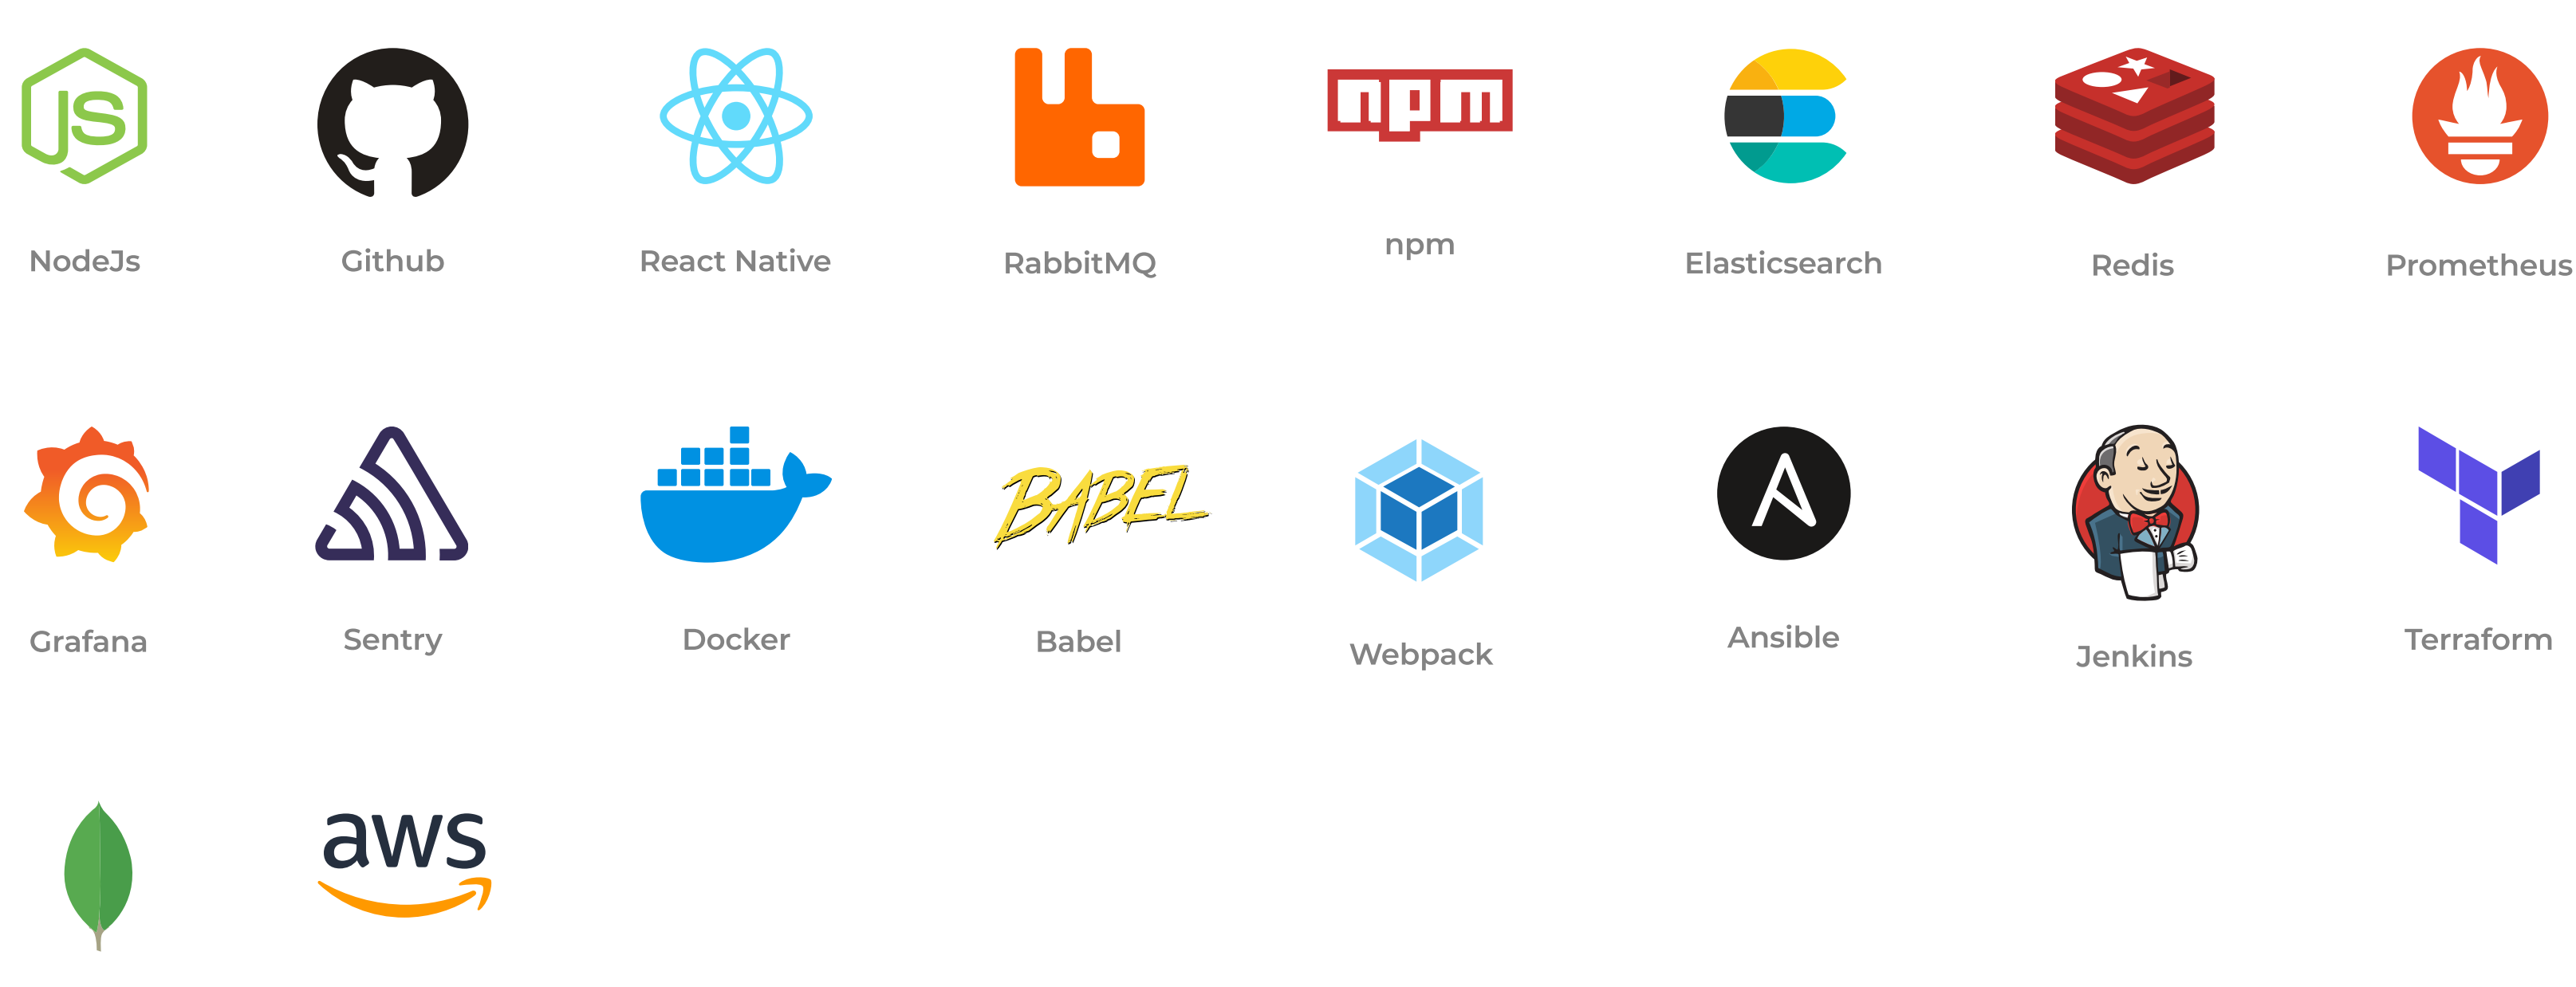 JS
npm
NodeJs
Github
React Native
RabbitMQ
npm
Elasticsearch
Redis
Prometheus
BABEL
Grafana
Sentry
Docker
Babel
Webpack
Ansible
Jenkins
Terraform
aws